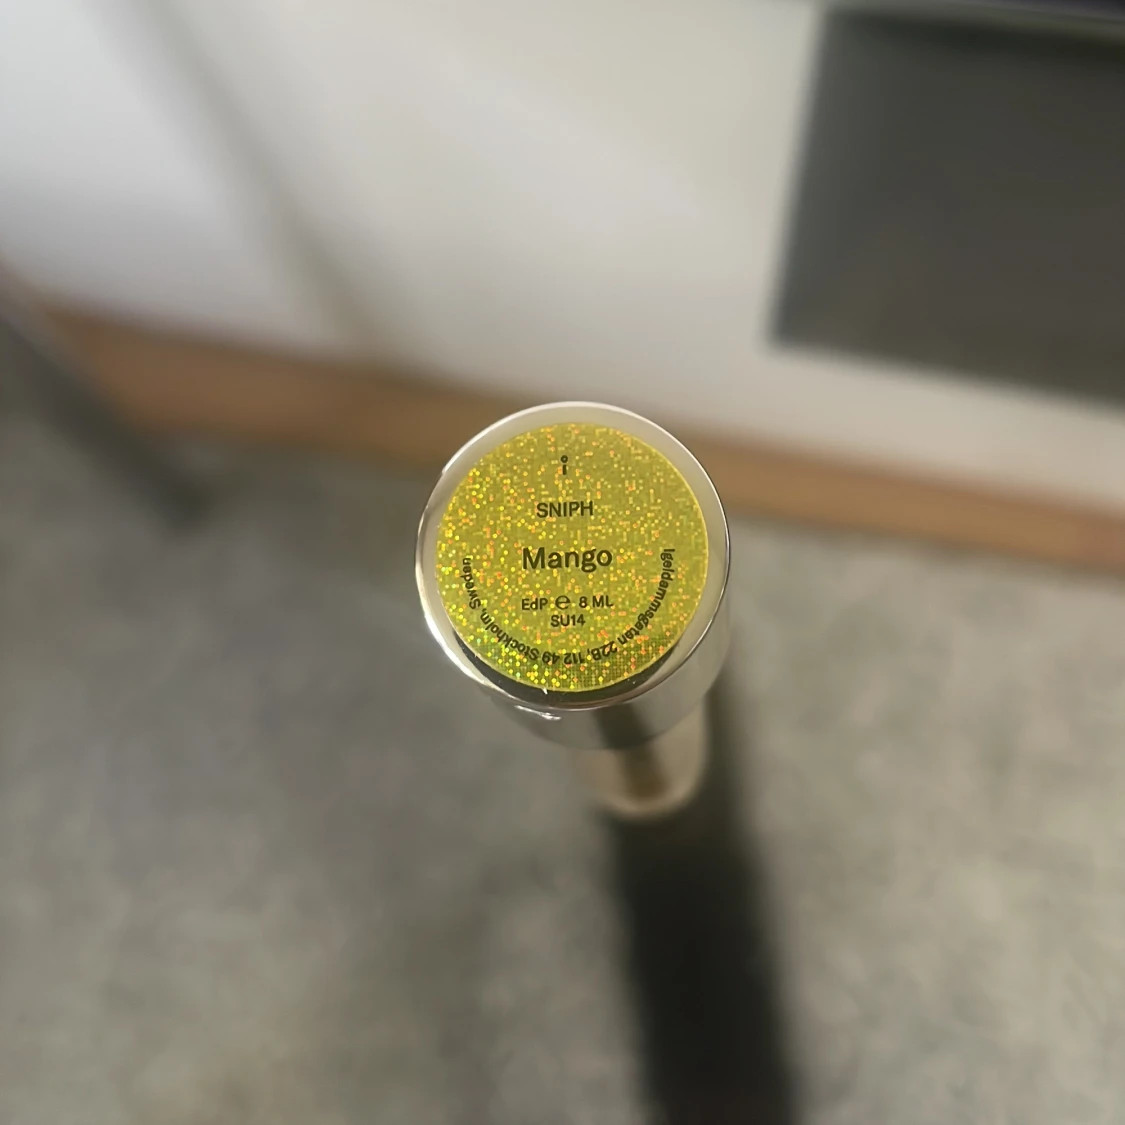 SNIPH
Mango
EdP ℮ 8 ML
SU14
Igeldammsgatan 22B, 112 49 Stockholm, Sweden